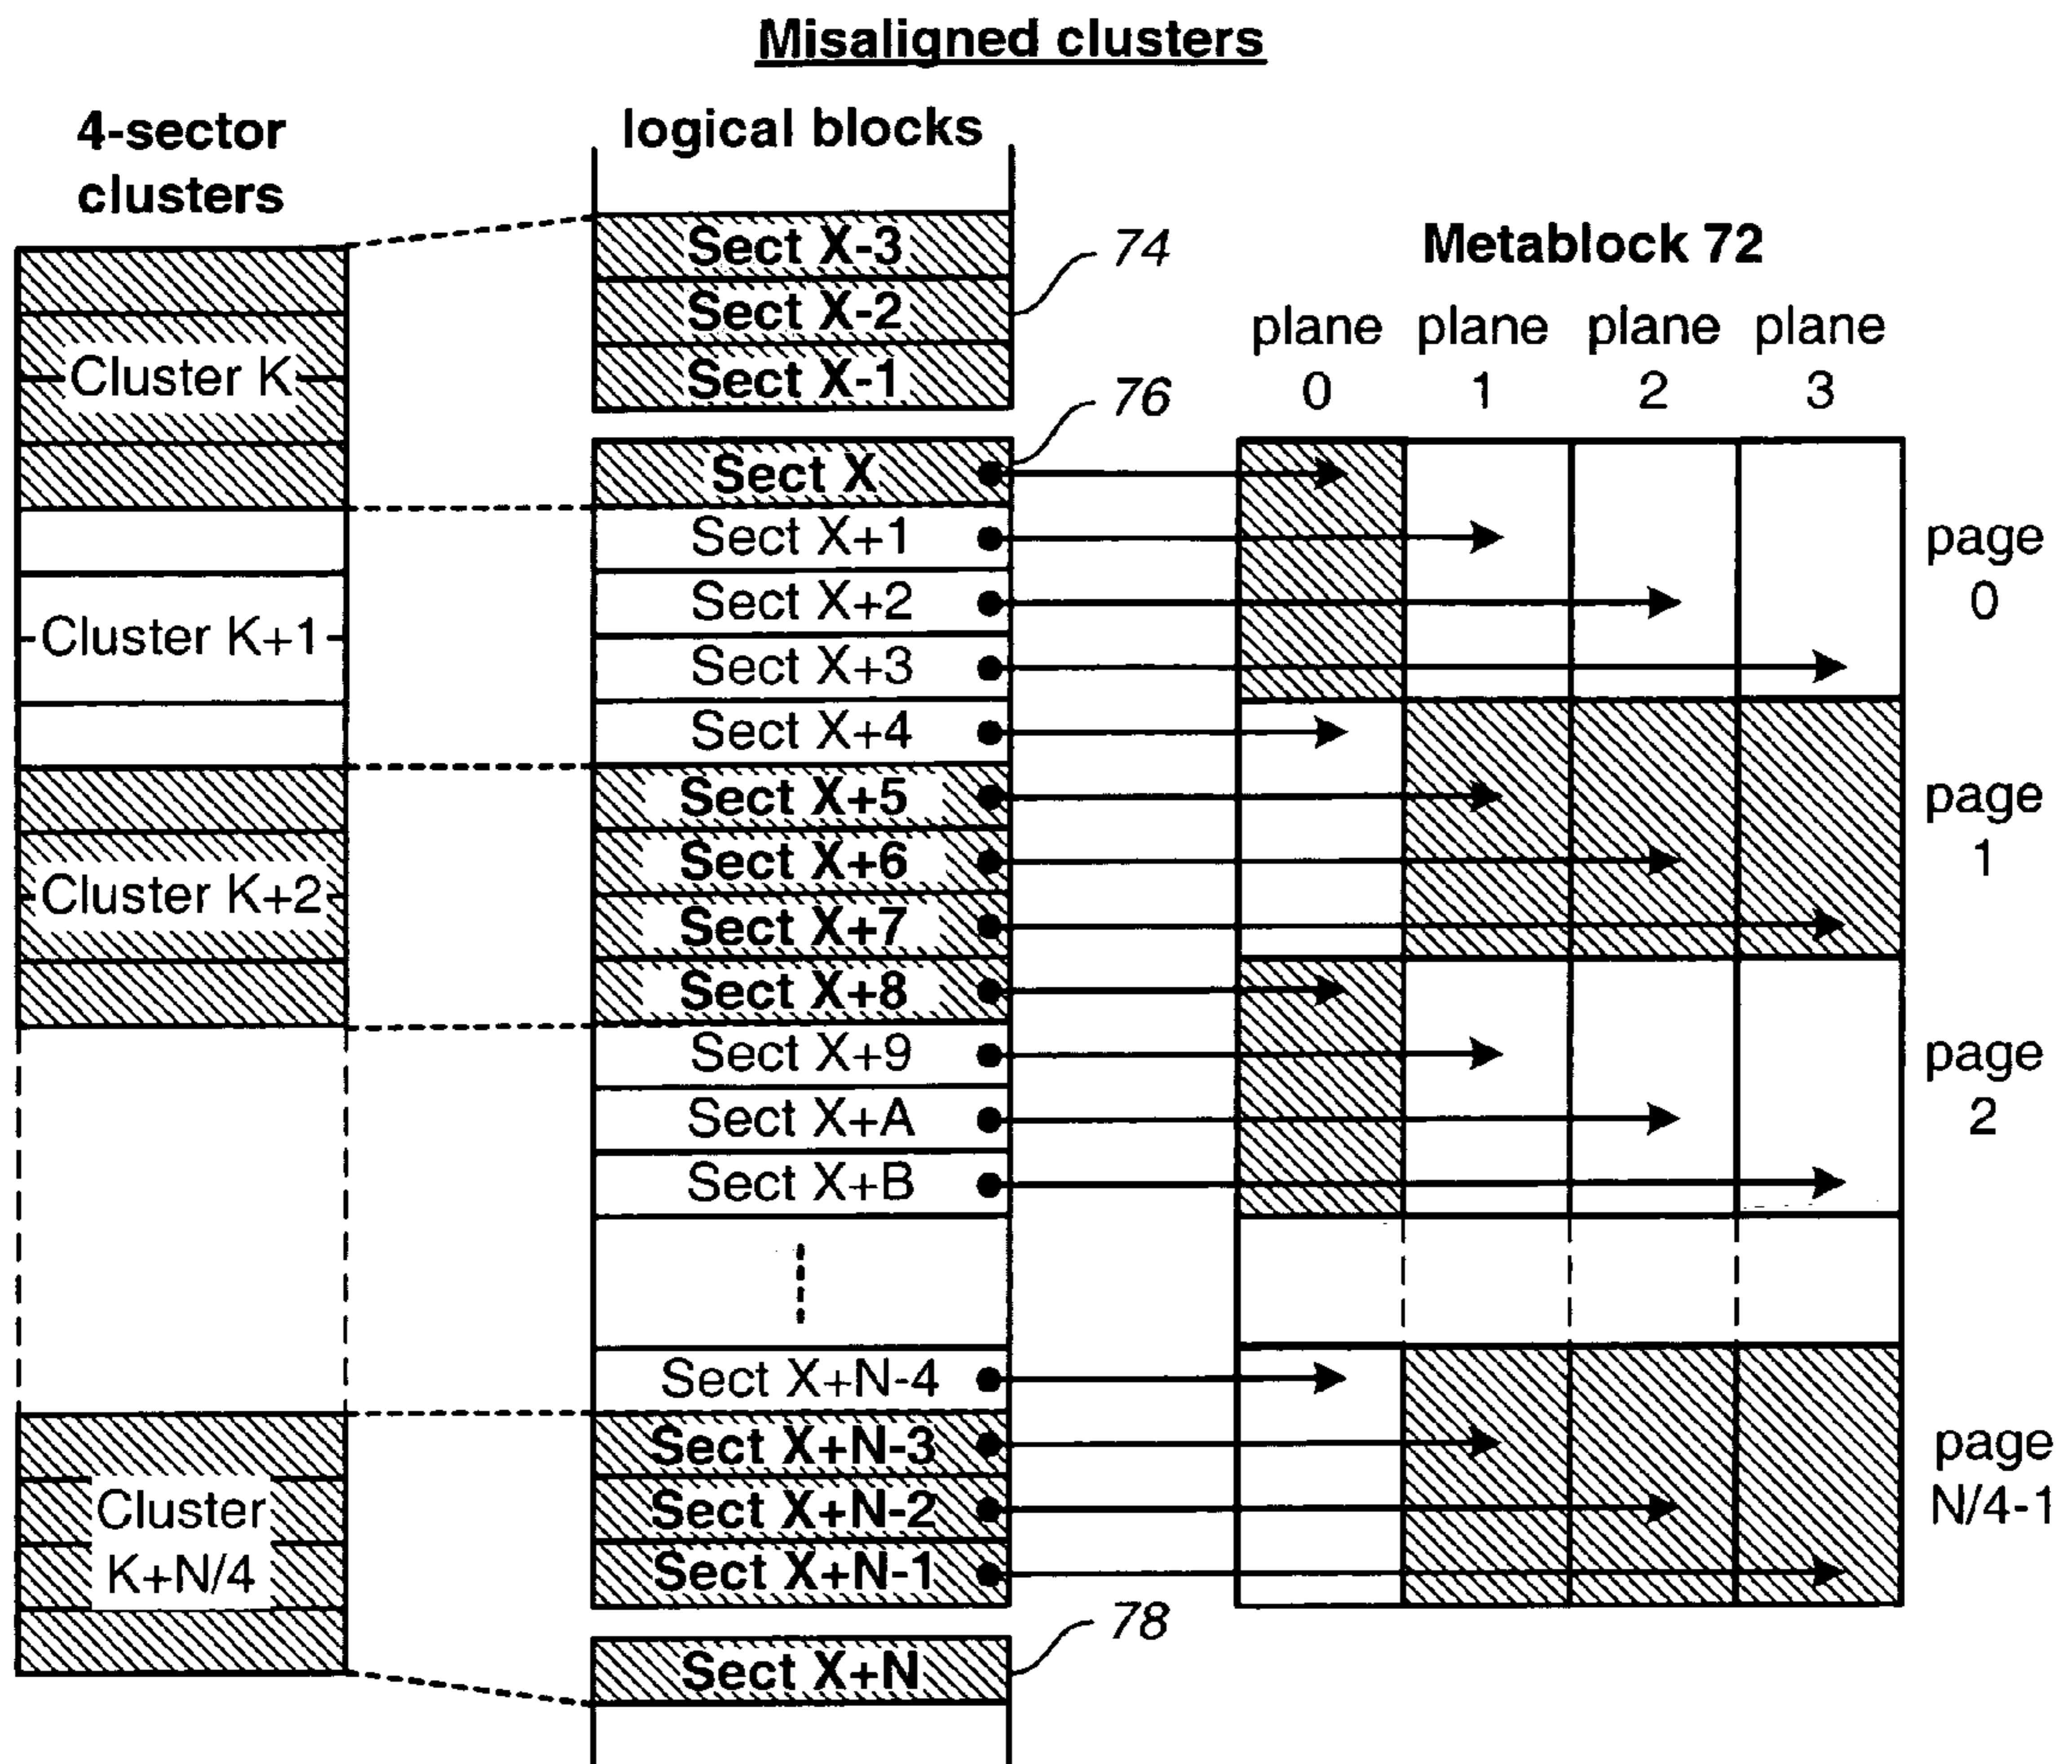 Misaligned clusters
4-sector
clusters
logical blocks
Metablock 72
plane plane plane plane
0 1 2 3
Cluster K
Cluster K+1
Cluster K+2
Cluster
K+N/4
Sect X-3
Sect X-2
Sect X-1
74
76
Sect X
Sect X+1
Sect X+2
Sect X+3
Sect X+4
Sect X+5
Sect X+6
Sect X+7
Sect X+8
Sect X+9
Sect X+A
Sect X+B
Sect X+N-4
Sect X+N-3
Sect X+N-2
Sect X+N-1
78
Sect X+N
page
0
page
1
page
2
page
N/4-1